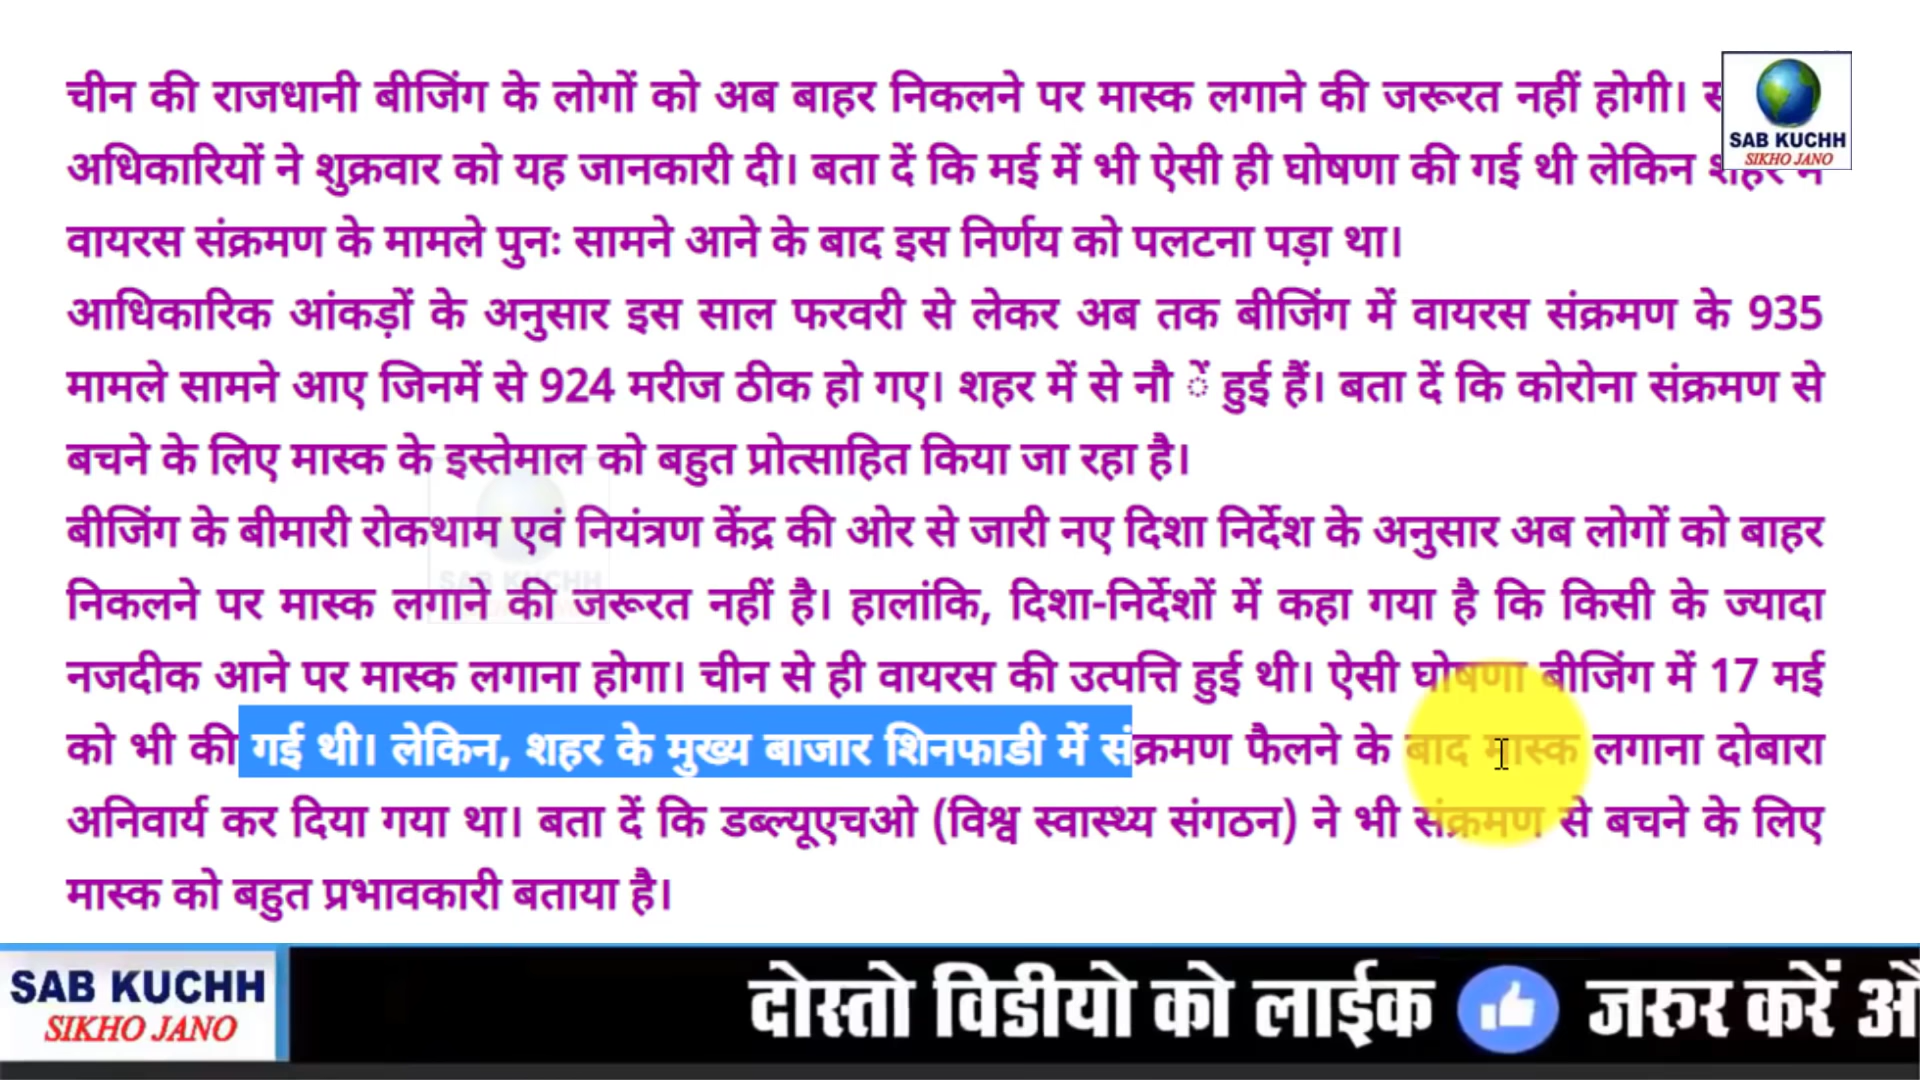 चीन की राजधानी बीजिंग के लोगों को अब बाहर निकलने पर मास्क लगाने की जरूरत नहीं होगी।
SAB KUCHH
SIKHO JANO
अधिकारियों ने शुक्रवार को यह जानकारी दी। बता दें कि मई में भी ऐसी ही घोषणा की गई थी लेकिन शहर में
वायरस संक्रमण के मामले पुनः सामने आने के बाद इस निर्णय को पलटना पड़ा था।
आधिकारिक आंकड़ों के अनुसार इस साल फरवरी से लेकर अब तक बीजिंग में वायरस संक्रमण के 935
मामले सामने आए जिनमें से 924 मरीज ठीक हो गए। शहर में से नौ ें हुई हैं। बता दें कि कोरोना संक्रमण से
बचने के लिए मास्क के इस्तेमाल को बहुत प्रोत्साहित किया जा रहा है।
बीजिंग के बीमारी रोकथाम एवं नियंत्रण केंद्र की ओर से जारी नए दिशा निर्देश के अनुसार अब लोगों को बाहर
SAB KUCHH
निकलने पर मास्क लगाने की जरूरत नहीं है। हालांकि, दिशा-निर्देशों में कहा गया है कि किसी के ज्यादा
नजदीक आने पर मास्क लगाना होगा। चीन से ही वायरस की उत्पत्ति हुई थी। ऐसी घोषणा बीजिंग में 17 मई
को भी की गई थी। लेकिन, शहर के मुख्य बाजार शिनफाडी में संक्रमण फैलने के बाद मास्क लगाना दोबारा
अनिवार्य कर दिया गया था। बता दें कि डब्ल्यूएचओ (विश्व स्वास्थ्य संगठन) ने भी संक्रमण से बचने के लिए
मास्क को बहुत प्रभावकारी बताया है।
SAB KUCHH
SIKHO JANO
दोस्तो विडीयो को लाईक जरूर करें औ